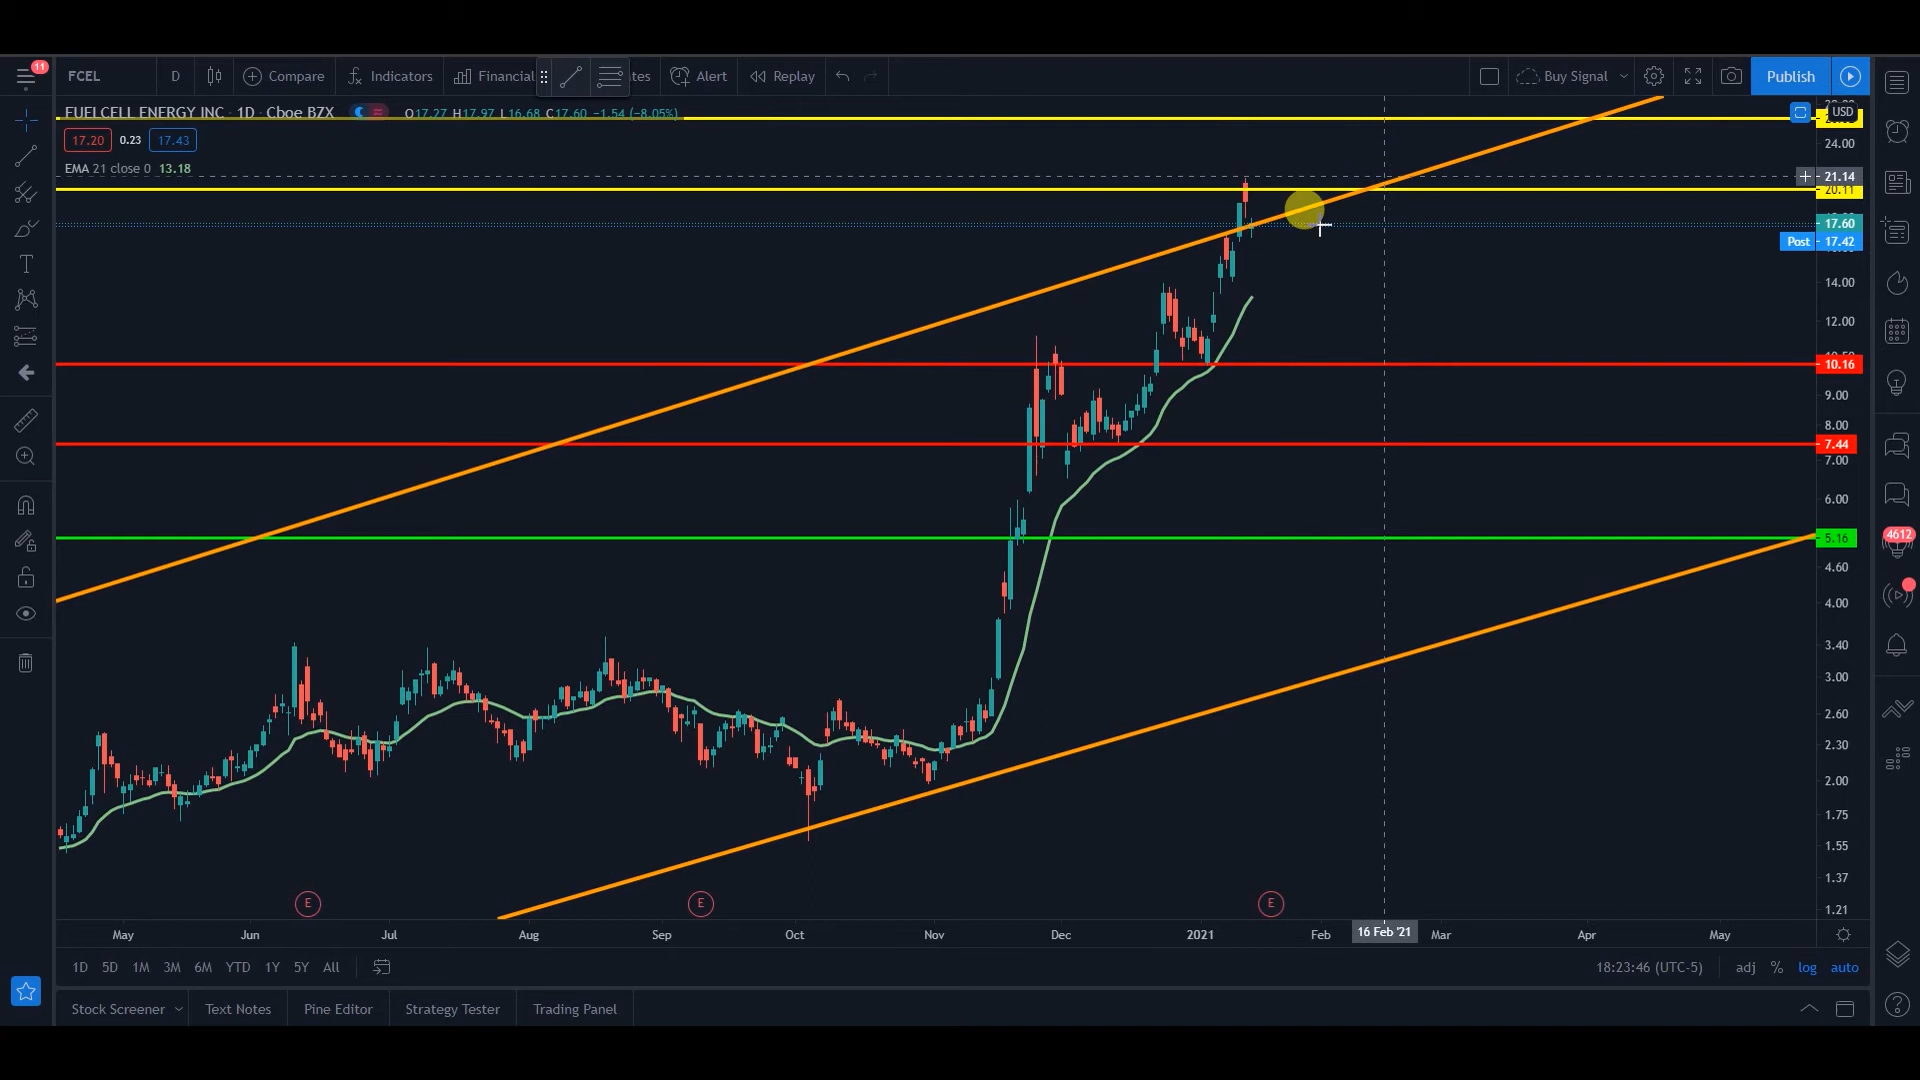 11
FCEL D Compare Indicators Financial tes Alert Replay Buy Signal Publish
FUELCELL ENERGY INC · 1D · Cboe BZX O17.27 H17.97 L16.68 C17.60 −1.54 (−8.05%)
USD
17.20 0.23 17.43
24.00
EMA 21 close 0 13.18
21.14
20.11
17.60
Post 17.42
14.00
12.00
10.16
9.00
8.00
7.44
7.00
6.00
5.16
4612
4.60
4.00
3.40
3.00
2.60
2.30
2.00
1.75
1.55
1.37
E E E
1.21
May Jun Jul Aug Sep Oct Nov Dec 2021 Feb 16 Feb '21 Mar Apr May
1D 5D 1M 3M 6M YTD 1Y 5Y All 18:23:46 (UTC-5) adj % log auto
Stock Screener Text Notes Pine Editor Strategy Tester Trading Panel